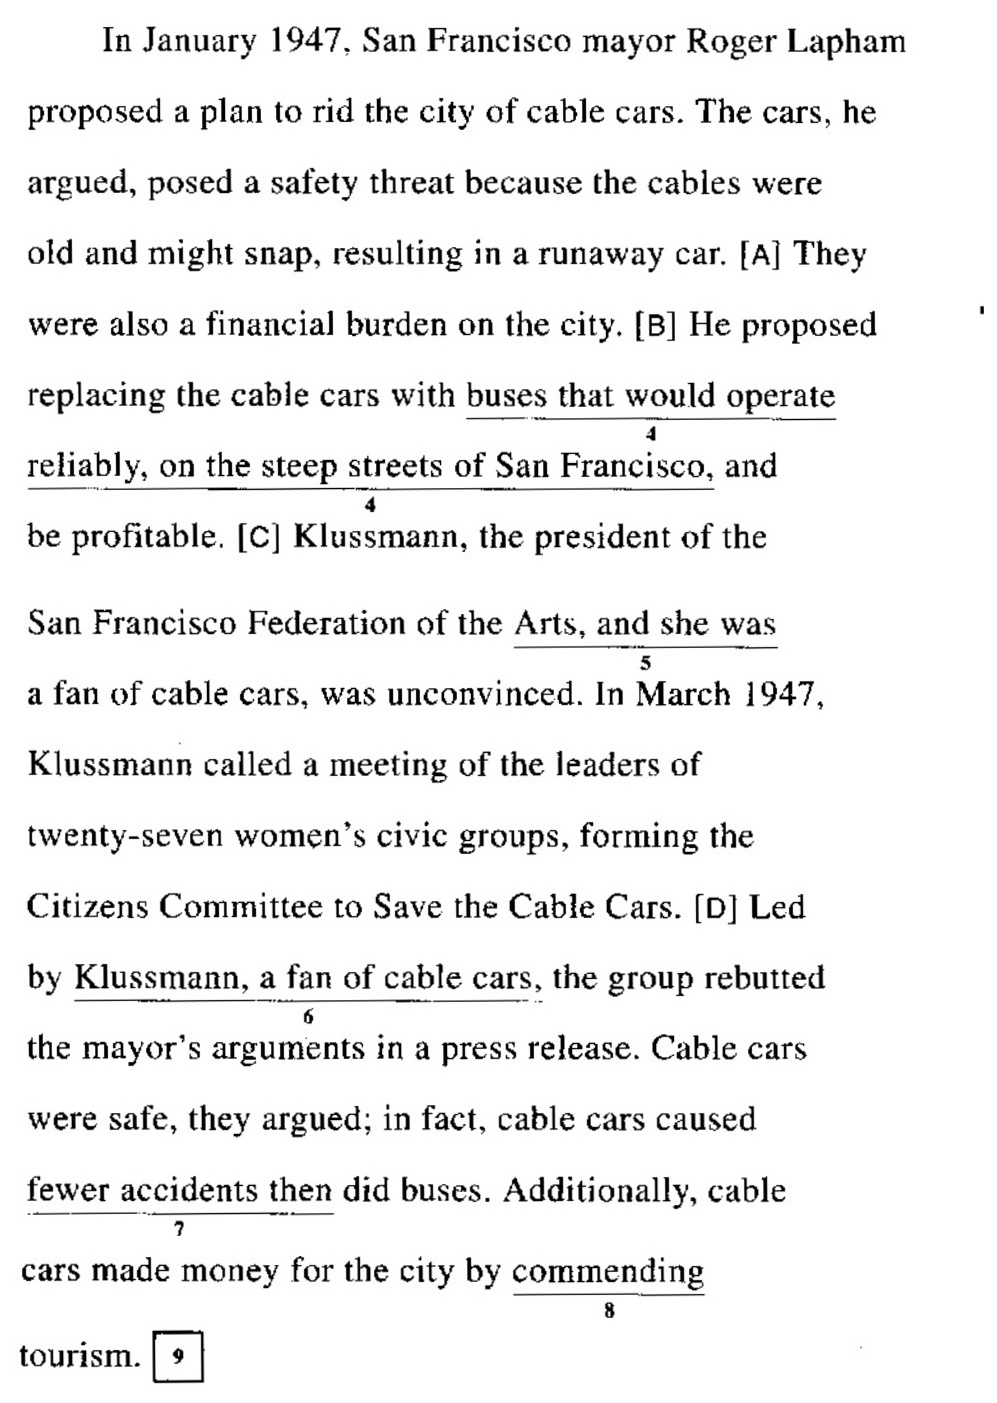 In January 1947, San Francisco mayor Roger Lapham
proposed a plan to rid the city of cable cars. The cars, he
argued, posed a safety threat because the cables were
old and might snap, resulting in a runaway car. [A] They
were also a financial burden on the city. [B] He proposed
replacing the cable cars with buses that would operate
4
reliably, on the steep streets of San Francisco, and
4
be profitable. [C] Klussmann, the president of the
San Francisco Federation of the Arts, and she was
5
a fan of cable cars, was unconvinced. In March 1947,
Klussmann called a meeting of the leaders of
twenty-seven women's civic groups, forming the
Citizens Committee to Save the Cable Cars. [D] Led
by Klussmann, a fan of cable cars, the group rebutted
6
the mayor's arguments in a press release. Cable cars
were safe, they argued; in fact, cable cars caused
fewer accidents then did buses. Additionally, cable
7
cars made money for the city by commending
8
tourism. 9